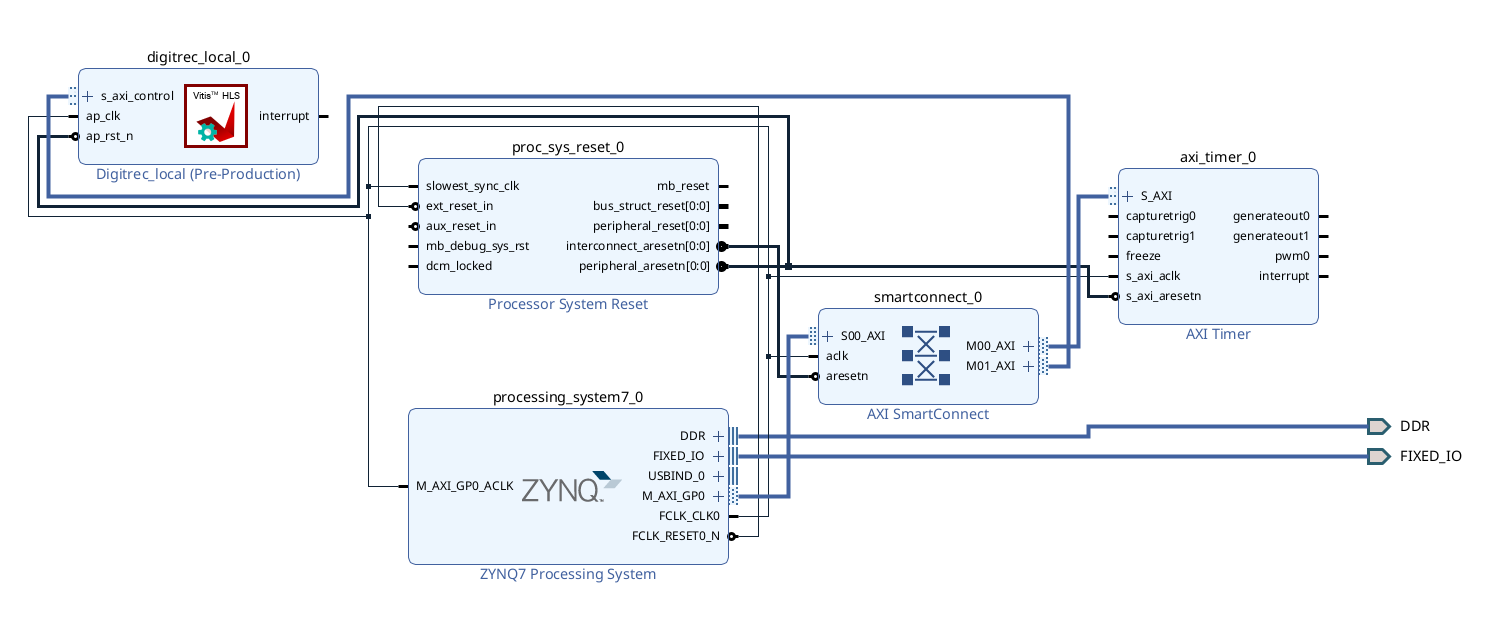 digitrec_local_0
s_axi_control
ap_clk
ap_rst_n
Vitis™ HLS
interrupt
Digitrec_local (Pre-Production)
proc_sys_reset_0
slowest_sync_clk
ext_reset_in
aux_reset_in
mb_debug_sys_rst
dcm_locked
mb_reset
bus_struct_reset[0:0]
peripheral_reset[0:0]
interconnect_aresetn[0:0]
peripheral_aresetn[0:0]
Processor System Reset
axi_timer_0
S_AXI
capturetrig0
capturetrig1
freeze
s_axi_aclk
s_axi_aresetn
generateout0
generateout1
pwm0
interrupt
AXI Timer
smartconnect_0
S00_AXI
aclk
aresetn
M00_AXI
M01_AXI
AXI SmartConnect
processing_system7_0
M_AXI_GP0_ACLK
ZYNQ
DDR
FIXED_IO
USBIND_0
M_AXI_GP0
FCLK_CLK0
FCLK_RESET0_N
ZYNQ7 Processing System
DDR
FIXED_IO